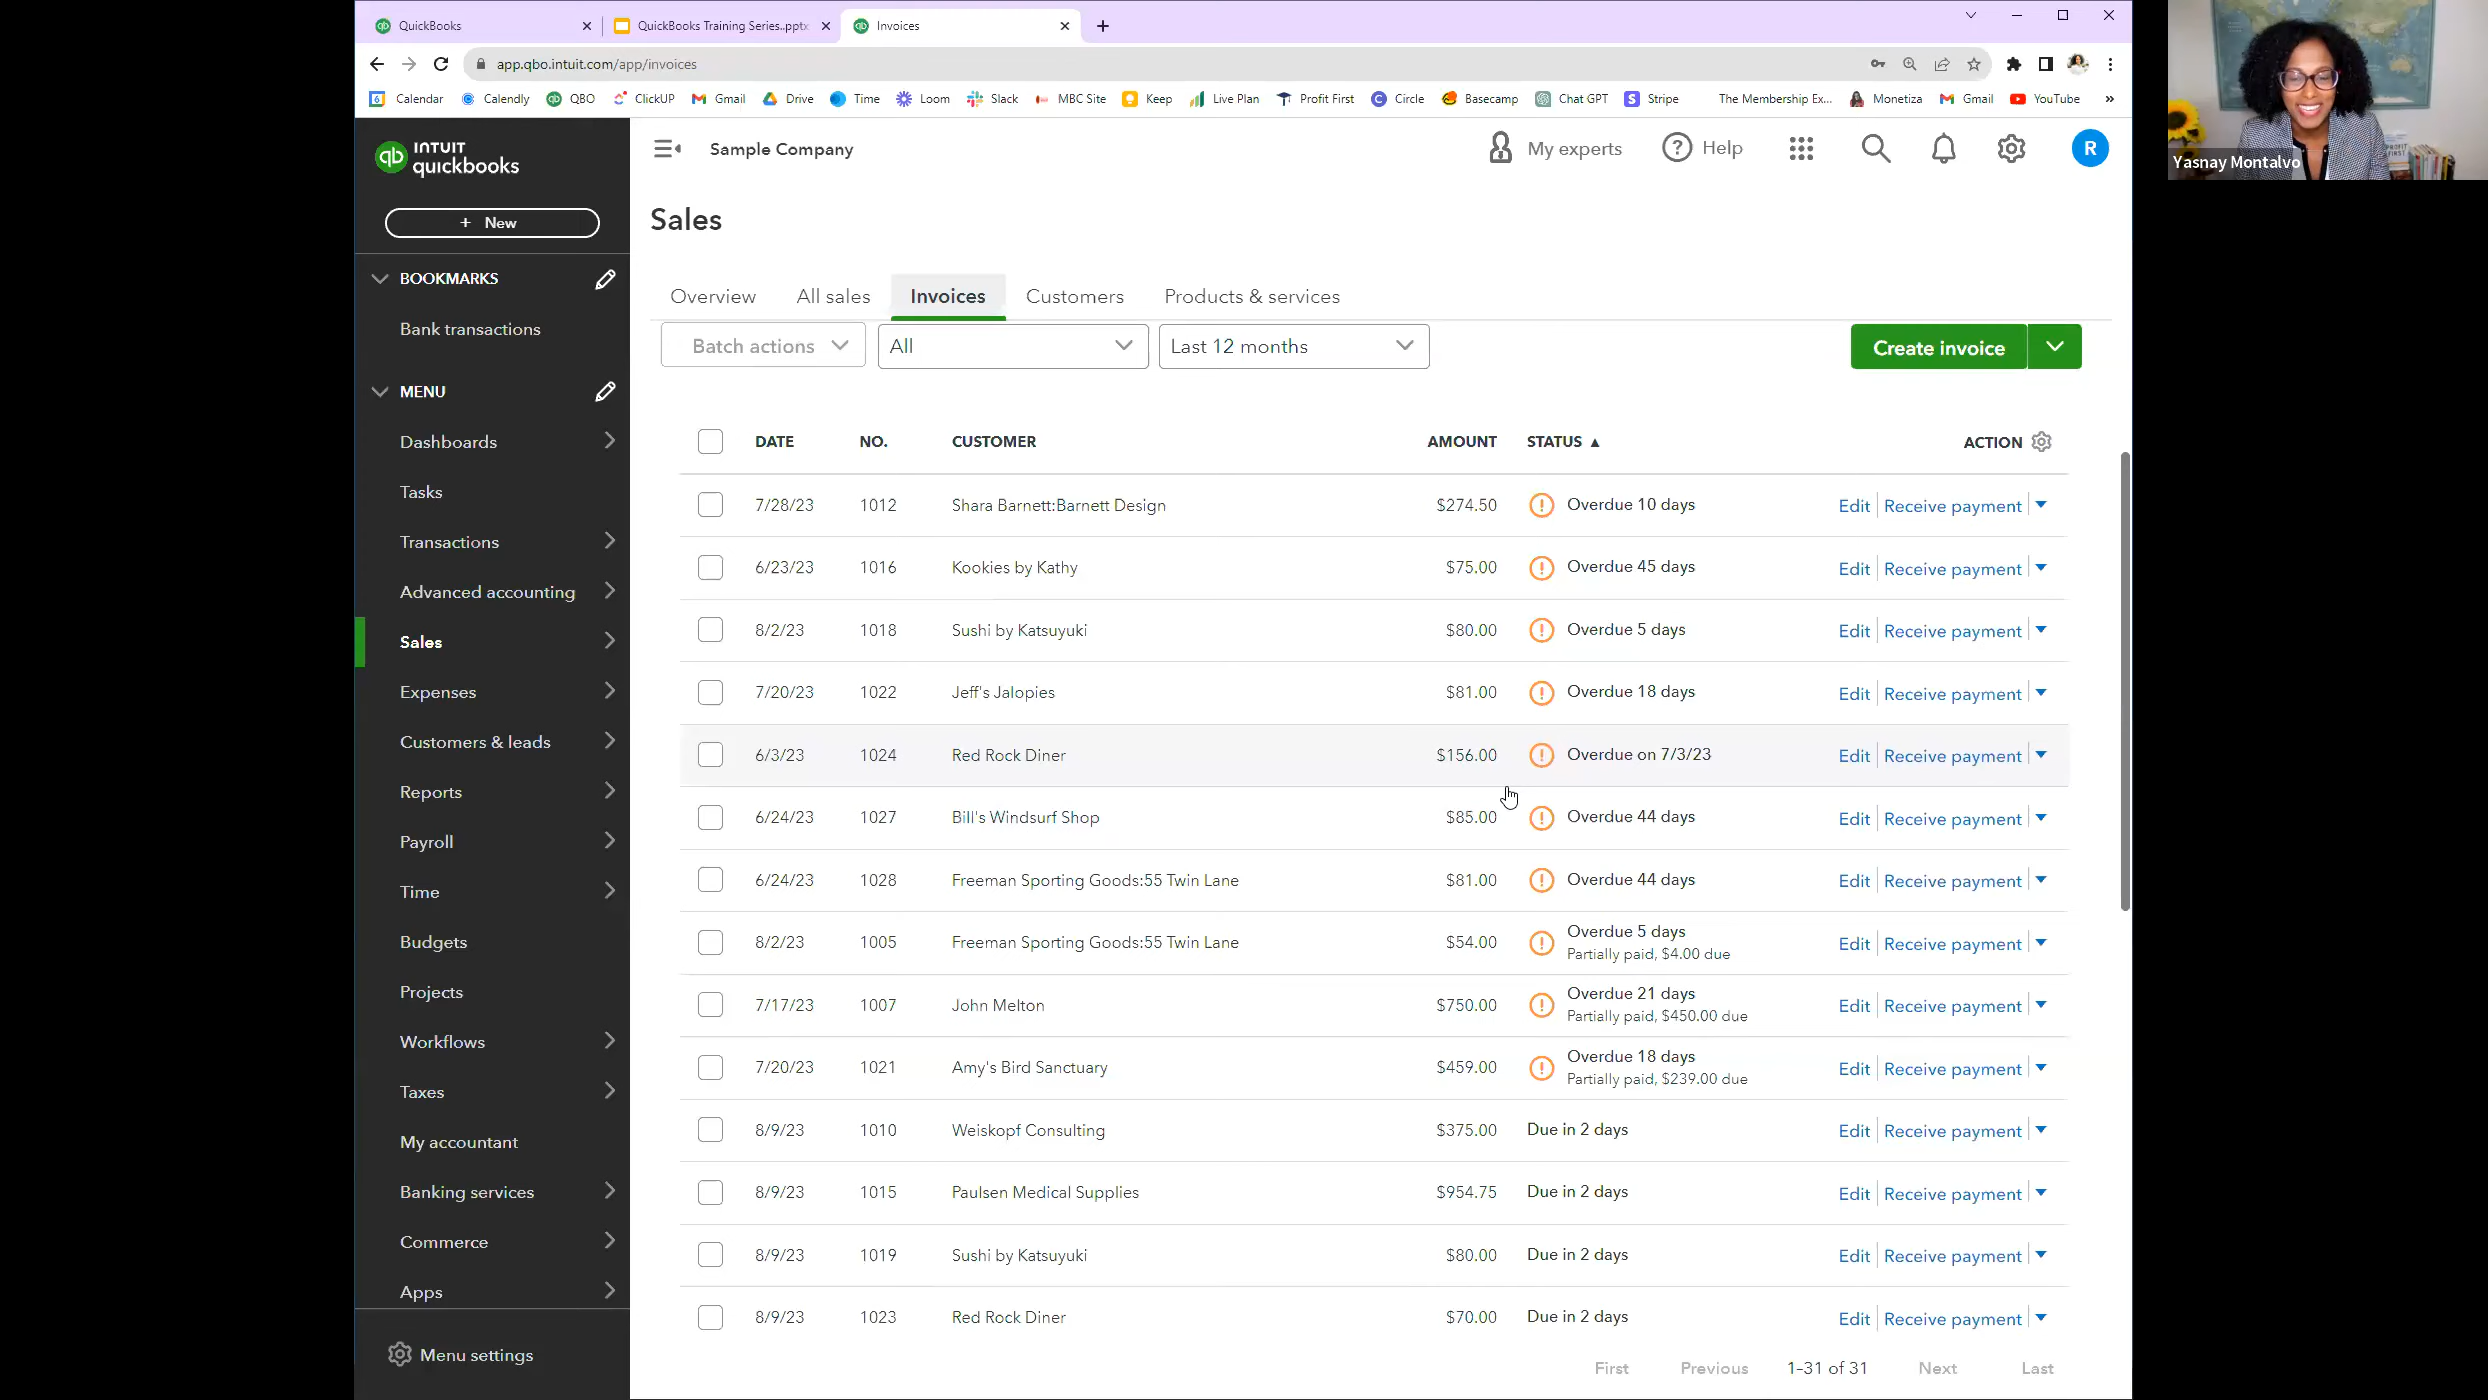 QuickBooks
QuickBooks Training Series..pptx
Invoices
app.qbo.intuit.com/app/invoices
Calendar Calendly QBO ClickUP Gmail Drive Time Loom Slack MBC Site Keep Live Plan Profit First Circle Basecamp Chat GPT Stripe The Membership Ex... Monetiza Gmail YouTube »
Yasnay Montalvo
INTUIT
quickbooks
Sample Company
My experts
Help
R
+ New
Sales
BOOKMARKS
Bank transactions
MENU
Dashboards
Tasks
Transactions
Advanced accounting
Sales
Expenses
Customers & leads
Reports
Payroll
Time
Budgets
Projects
Workflows
Taxes
My accountant
Banking services
Commerce
Apps
Menu settings
Overview All sales Invoices Customers Products & services
Batch actions All Last 12 months Create invoice
DATE NO. CUSTOMER AMOUNT STATUS ▲ ACTION
7/28/23 1012 Shara Barnett:Barnett Design $274.50 Overdue 10 days Edit Receive payment
6/23/23 1016 Kookies by Kathy $75.00 Overdue 45 days Edit Receive payment
8/2/23 1018 Sushi by Katsuyuki $80.00 Overdue 5 days Edit Receive payment
7/20/23 1022 Jeff's Jalopies $81.00 Overdue 18 days Edit Receive payment
6/3/23 1024 Red Rock Diner $156.00 Overdue on 7/3/23 Edit Receive payment
6/24/23 1027 Bill's Windsurf Shop $85.00 Overdue 44 days Edit Receive payment
6/24/23 1028 Freeman Sporting Goods:55 Twin Lane $81.00 Overdue 44 days Edit Receive payment
8/2/23 1005 Freeman Sporting Goods:55 Twin Lane $54.00 Overdue 5 days Edit Receive payment
Partially paid, $4.00 due
7/17/23 1007 John Melton $750.00 Overdue 21 days Edit Receive payment
Partially paid, $450.00 due
7/20/23 1021 Amy's Bird Sanctuary $459.00 Overdue 18 days Edit Receive payment
Partially paid, $239.00 due
8/9/23 1010 Weiskopf Consulting $375.00 Due in 2 days Edit Receive payment
8/9/23 1015 Paulsen Medical Supplies $954.75 Due in 2 days Edit Receive payment
8/9/23 1019 Sushi by Katsuyuki $80.00 Due in 2 days Edit Receive payment
8/9/23 1023 Red Rock Diner $70.00 Due in 2 days Edit Receive payment
First Previous 1-31 of 31 Next Last